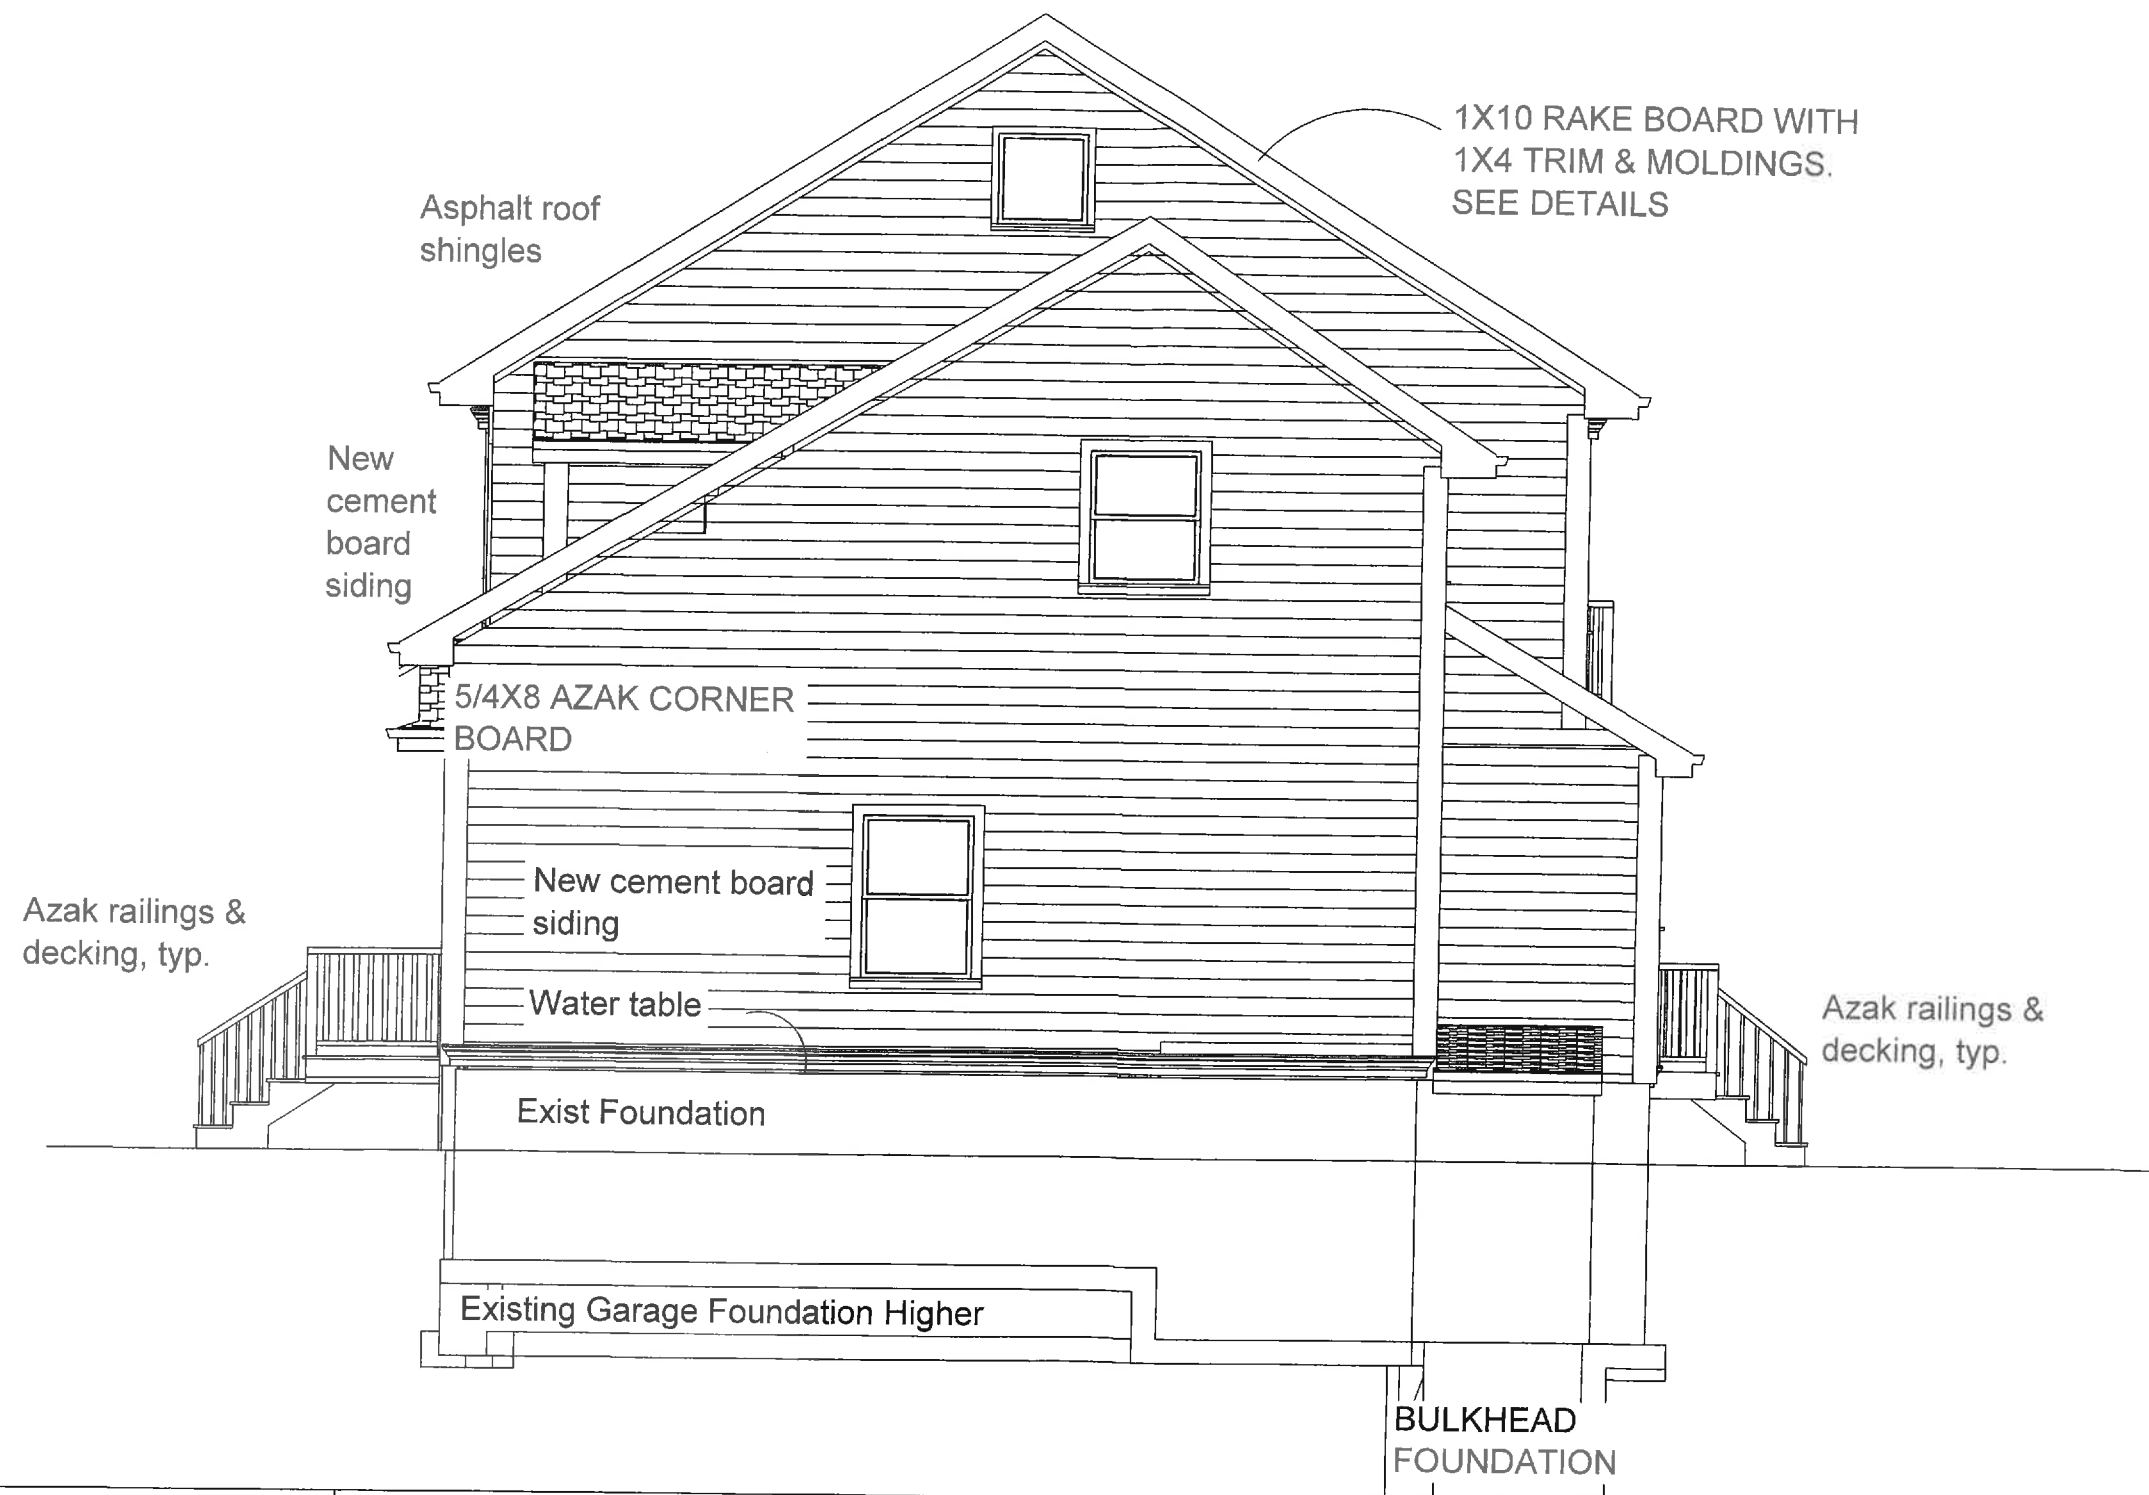 1X10 RAKE BOARD WITH
1X4 TRIM & MOLDINGS.
SEE DETAILS
Asphalt roof
shingles
New
cement
board
siding
5/4X8 AZAK CORNER
BOARD
New cement board
siding
Azak railings &
decking, typ.
Water table
Azak railings &
decking, typ.
Exist Foundation
Existing Garage Foundation Higher
BULKHEAD
FOUNDATION